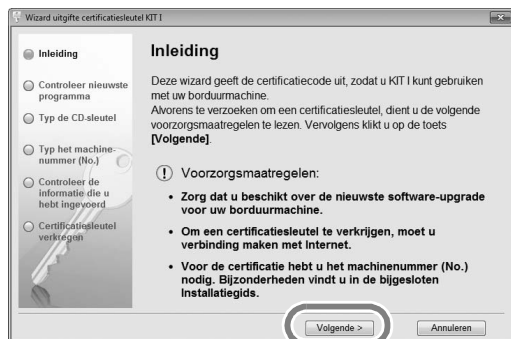 Wizard uitgifte certificatiesleutel KIT I
Inleiding
Controleer nieuwste
programma
Typ de CD-sleutel
Typ het machine-
nummer (No.)
Controleer de
informatie die u
hebt ingevoerd
Certificatiesleutel
verkregen
Inleiding
Deze wizard geeft de certificatiecode uit, zodat u KIT I kunt gebruiken
met uw borduurmachine.
Alvorens te verzoeken om een certificatiesleutel, dient u de volgende
voorzorgsmaatregelen te lezen. Vervolgens klikt u op de toets
[Volgende].
Voorzorgsmaatregelen:
• Zorg dat u beschikt over de nieuwste software-upgrade
voor uw borduurmachine.
• Om een certificatiesleutel te verkrijgen, moet u
verbinding maken met Internet.
• Voor de certificatie hebt u het machinenummer (No.)
nodig. Bijzonderheden vindt u in de bijgesloten
Installatiegids.
Volgende >
Annuleren